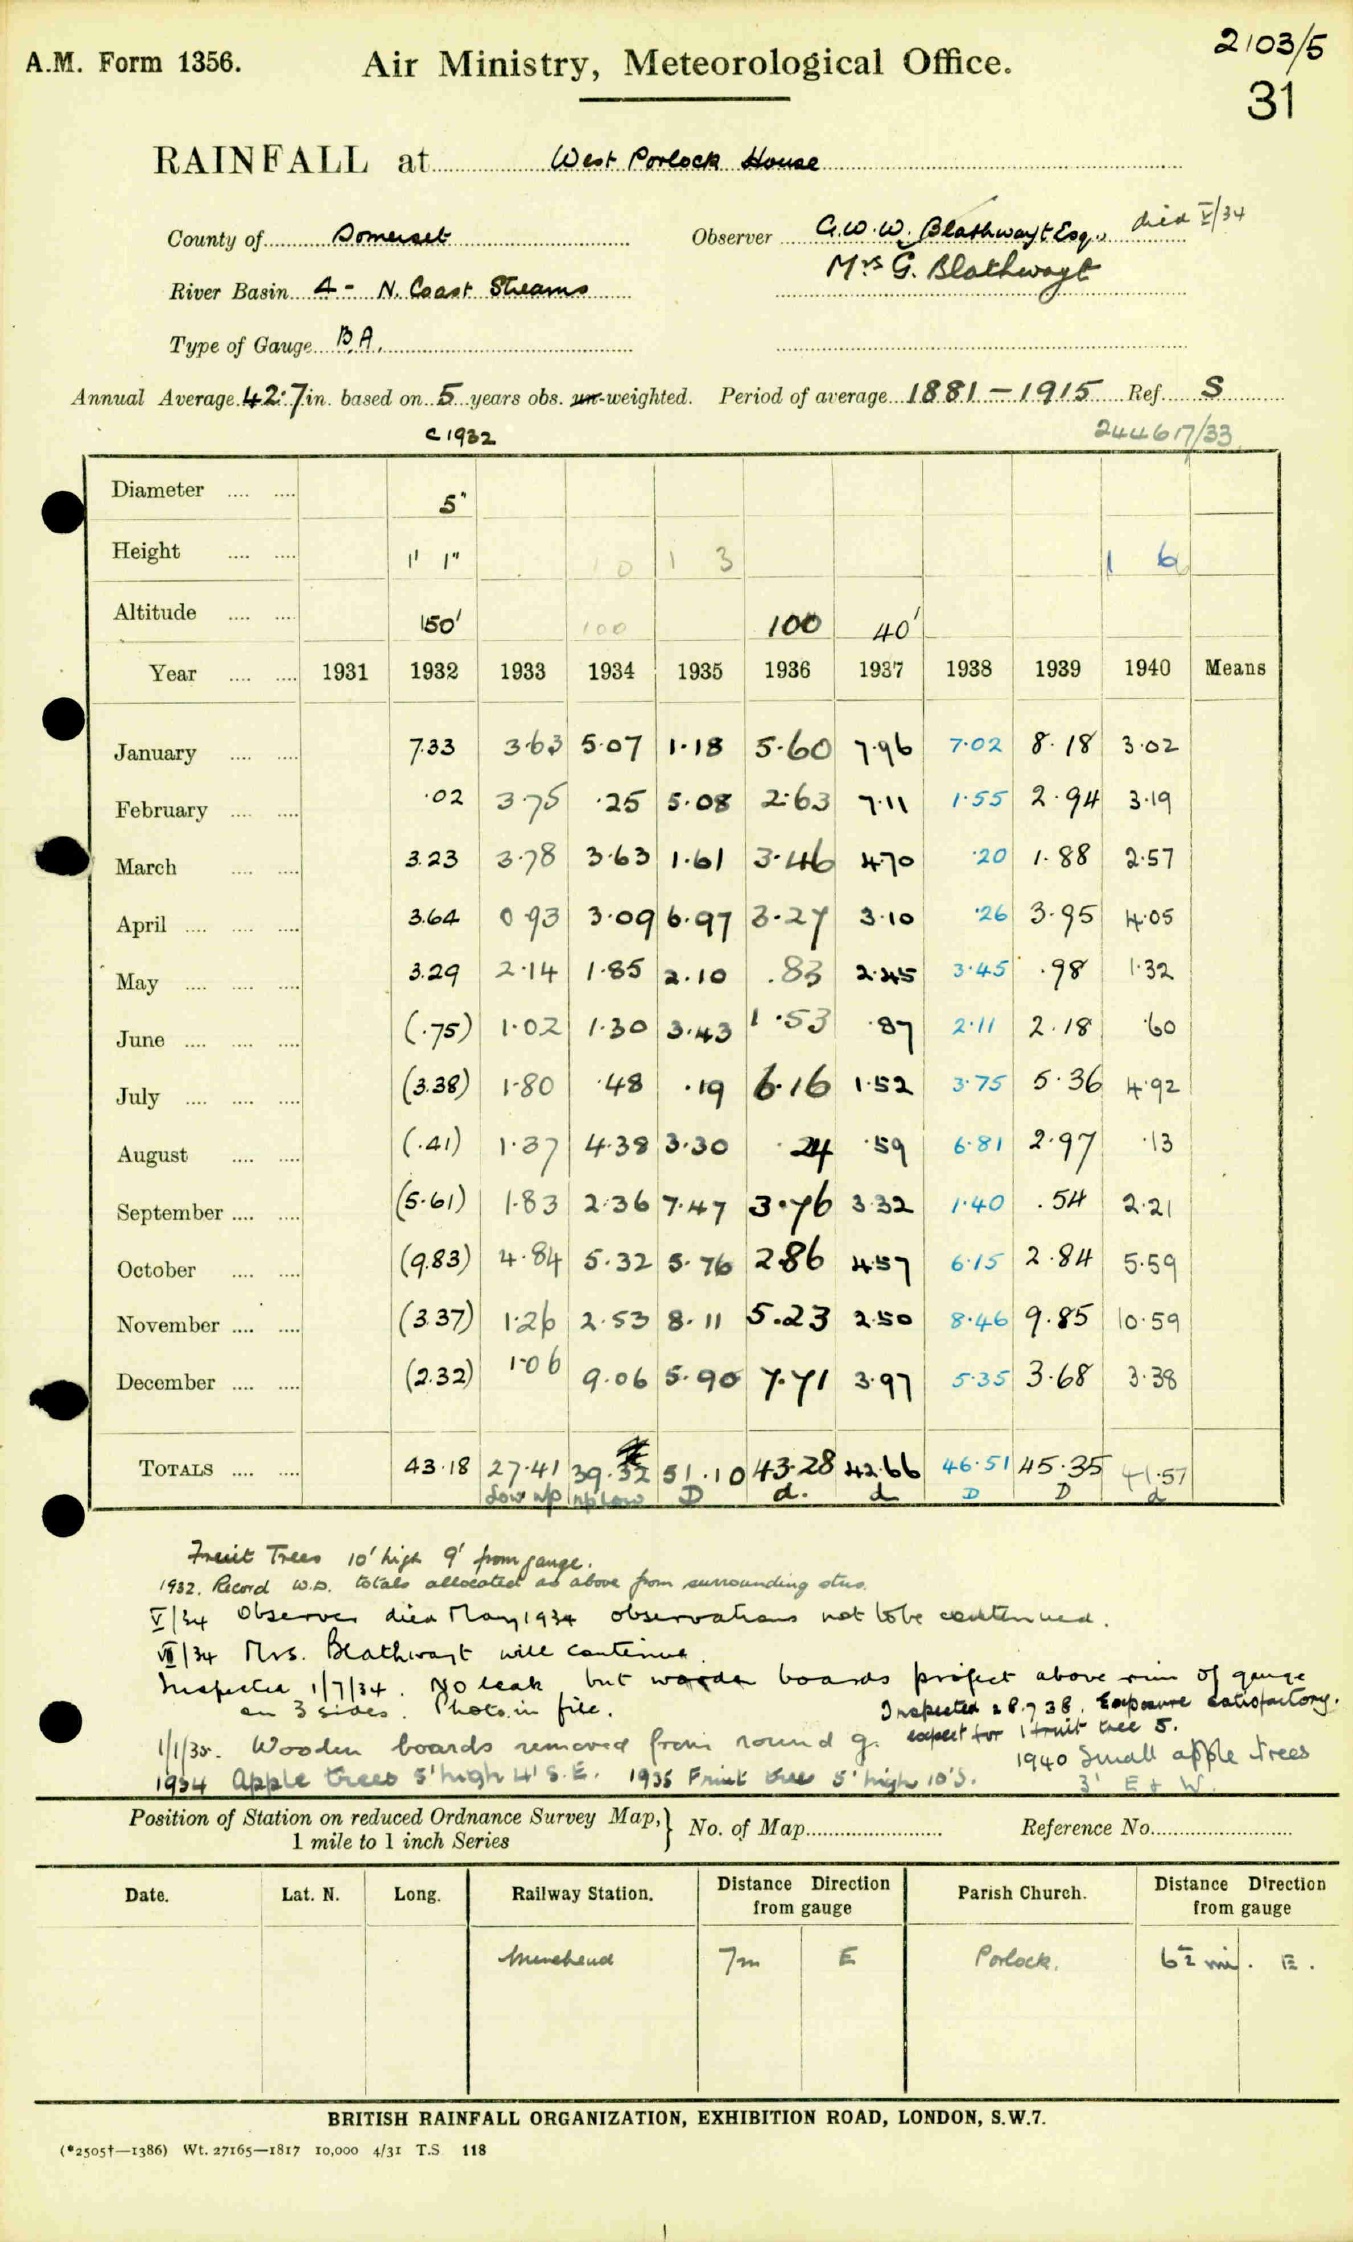 2103/5
A.M. Form 1356. Air Ministry, Meteorological Office.
31
RAINFALL at West Porlock House
County of Somerset Observer G.W.W. Blathwayt Esq., died V/34
River Basin 4 - N. Coast Streams Mrs G. Blathwayt
Type of Gauge B.A.
Annual Average 42.7 in. based on 5 years obs. un-weighted. Period of average 1881 - 1915 Ref. S
c 1932 244617/33
Diameter .... .... 5"
Height .... .... 1' 1" 1 0 1 3 1 6
Altitude .... .... 150' 100 100 40'
Year .... .... 1931 1932 1933 1934 1935 1936 1937 1938 1939 1940 Means
January .... .... 7.33 3.63 5.07 1.18 5.60 7.96 7.02 8.18 3.02
February .... .... .02 3.75 .25 5.08 2.63 7.11 1.55 2.94 3.19
March .... .... 3.23 3.78 3.63 1.61 3.46 4.70 .20 1.88 2.57
April .... .... .... 3.64 0.93 3.09 6.97 3.27 3.10 .26 3.95 4.05
May .... .... .... 3.29 2.14 1.85 2.10 .83 2.45 3.45 .98 1.32
June .... .... .... (.75) 1.02 1.30 3.43 1.53 .87 2.11 2.18 .60
July .... .... .... (3.38) 1.80 .48 .19 6.16 1.52 3.75 5.36 4.92
August .... .... (.41) 1.37 4.38 3.30 .24 .59 6.81 2.97 .13
September .... .... (5.61) 1.83 2.36 7.47 3.76 3.32 1.40 .54 2.21
October .... .... (9.83) 4.84 5.32 5.76 2.86 4.57 6.15 2.84 5.59
November .... .... (3.37) 1.26 2.53 8.11 5.23 2.50 8.46 9.85 10.59
December .... .... (2.32) 1.06 9.06 5.90 7.71 3.97 5.35 3.68 3.38
TOTALS .... .... 43.18 27.41 39.32 51.10 43.28 42.66 46.51 45.35 41.57
Low n/p n/p Low D d. d D D d
Fruit Trees 10' high 9' from gauge.
1932. Record W.D. totals allocated as above from surrounding stns.
V/34 Observer died May 1934 observations not to be continued.
VII/34 Mrs. Blathwayt will continue.
Inspected 1/7/34. No leak, but wooden boards project above rim of gauge
on 3 sides. Photo in file.
Inspected 28.7.38. Exposure satisfactory.
expect for 1 fruit tree S.
1/1/35. Wooden boards removed from round g.
1940 Small apple trees
3' E & W.
1934 Apple trees 5' high 4' S.E. 1935 Fruit tree 5' high 10' S.
Position of Station on reduced Ordnance Survey Map, } No. of Map Reference No.
1 mile to 1 inch Series
Date. Lat. N. Long. Railway Station. Distance Direction from gauge Parish Church. Distance Direction from gauge
Minehead 7m E Porlock. 6½ mi. E.
BRITISH RAINFALL ORGANIZATION, EXHIBITION ROAD, LONDON, S.W.7.
(*2505†—1386) Wt. 27165—1817 10,000 4/31 T.S. 118